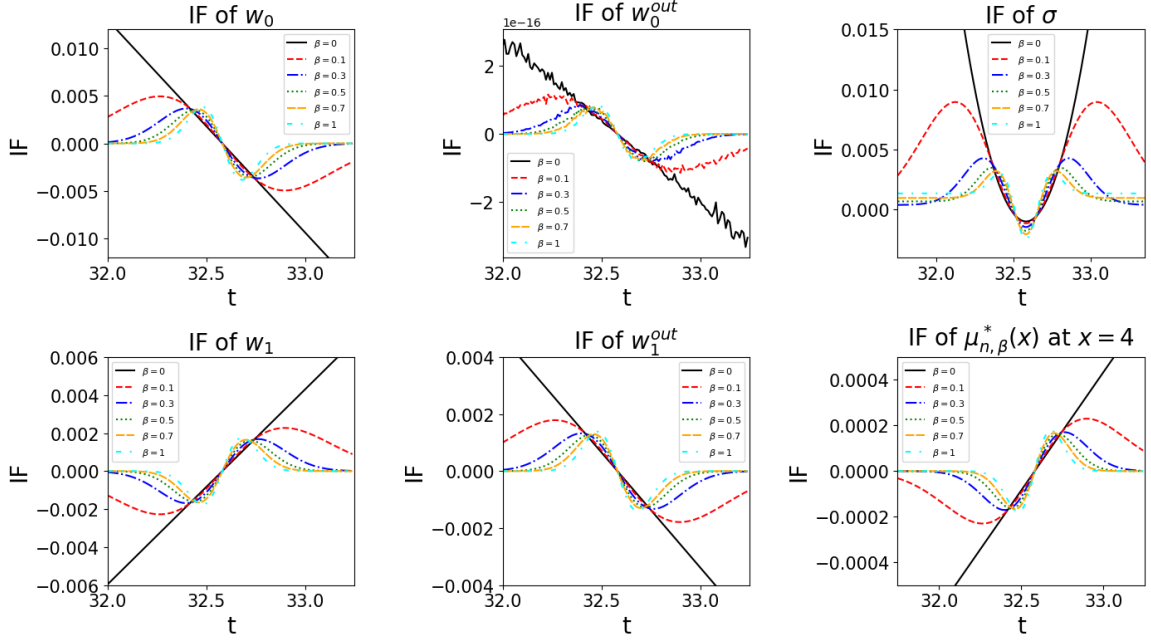 IF of w₀
IF
0.010
0.005
0.000
−0.005
−0.010
32.0 32.5 33.0
t
β = 0
β = 0.1
β = 0.3
β = 0.5
β = 0.7
β = 1
IF of w₀ᵒᵘᵗ
1e−16
IF
2
0
−2
32.0 32.5 33.0
t
β = 0
β = 0.1
β = 0.3
β = 0.5
β = 0.7
β = 1
IF of σ
IF
0.015
0.010
0.005
0.000
32.0 32.5 33.0
t
β = 0
β = 0.1
β = 0.3
β = 0.5
β = 0.7
β = 1
IF of w₁
IF
0.006
0.004
0.002
0.000
−0.002
−0.004
−0.006
32.0 32.5 33.0
t
β = 0
β = 0.1
β = 0.3
β = 0.5
β = 0.7
β = 1
IF of w₁ᵒᵘᵗ
IF
0.004
0.002
0.000
−0.002
−0.004
32.0 32.5 33.0
t
β = 0
β = 0.1
β = 0.3
β = 0.5
β = 0.7
β = 1
IF of μ*ₙ,ᵦ(x) at x = 4
IF
0.0004
0.0002
0.0000
−0.0002
−0.0004
32.0 32.5 33.0
t
β = 0
β = 0.1
β = 0.3
β = 0.5
β = 0.7
β = 1